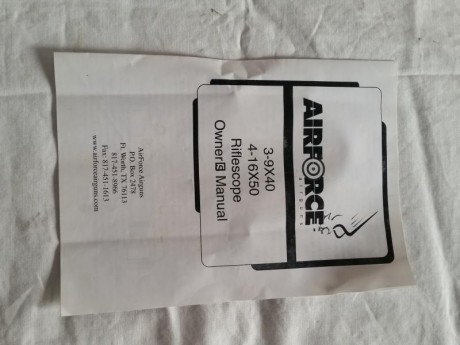 AIRFORCE
airguns
3-9X40
4-16X50
Riflescope
Owner's Manual
AirForce Airguns
P.O. Box 2478
Ft. Worth, TX 76113
817-451-8966
Fax: 817-451-1613
www.airforceairguns.com